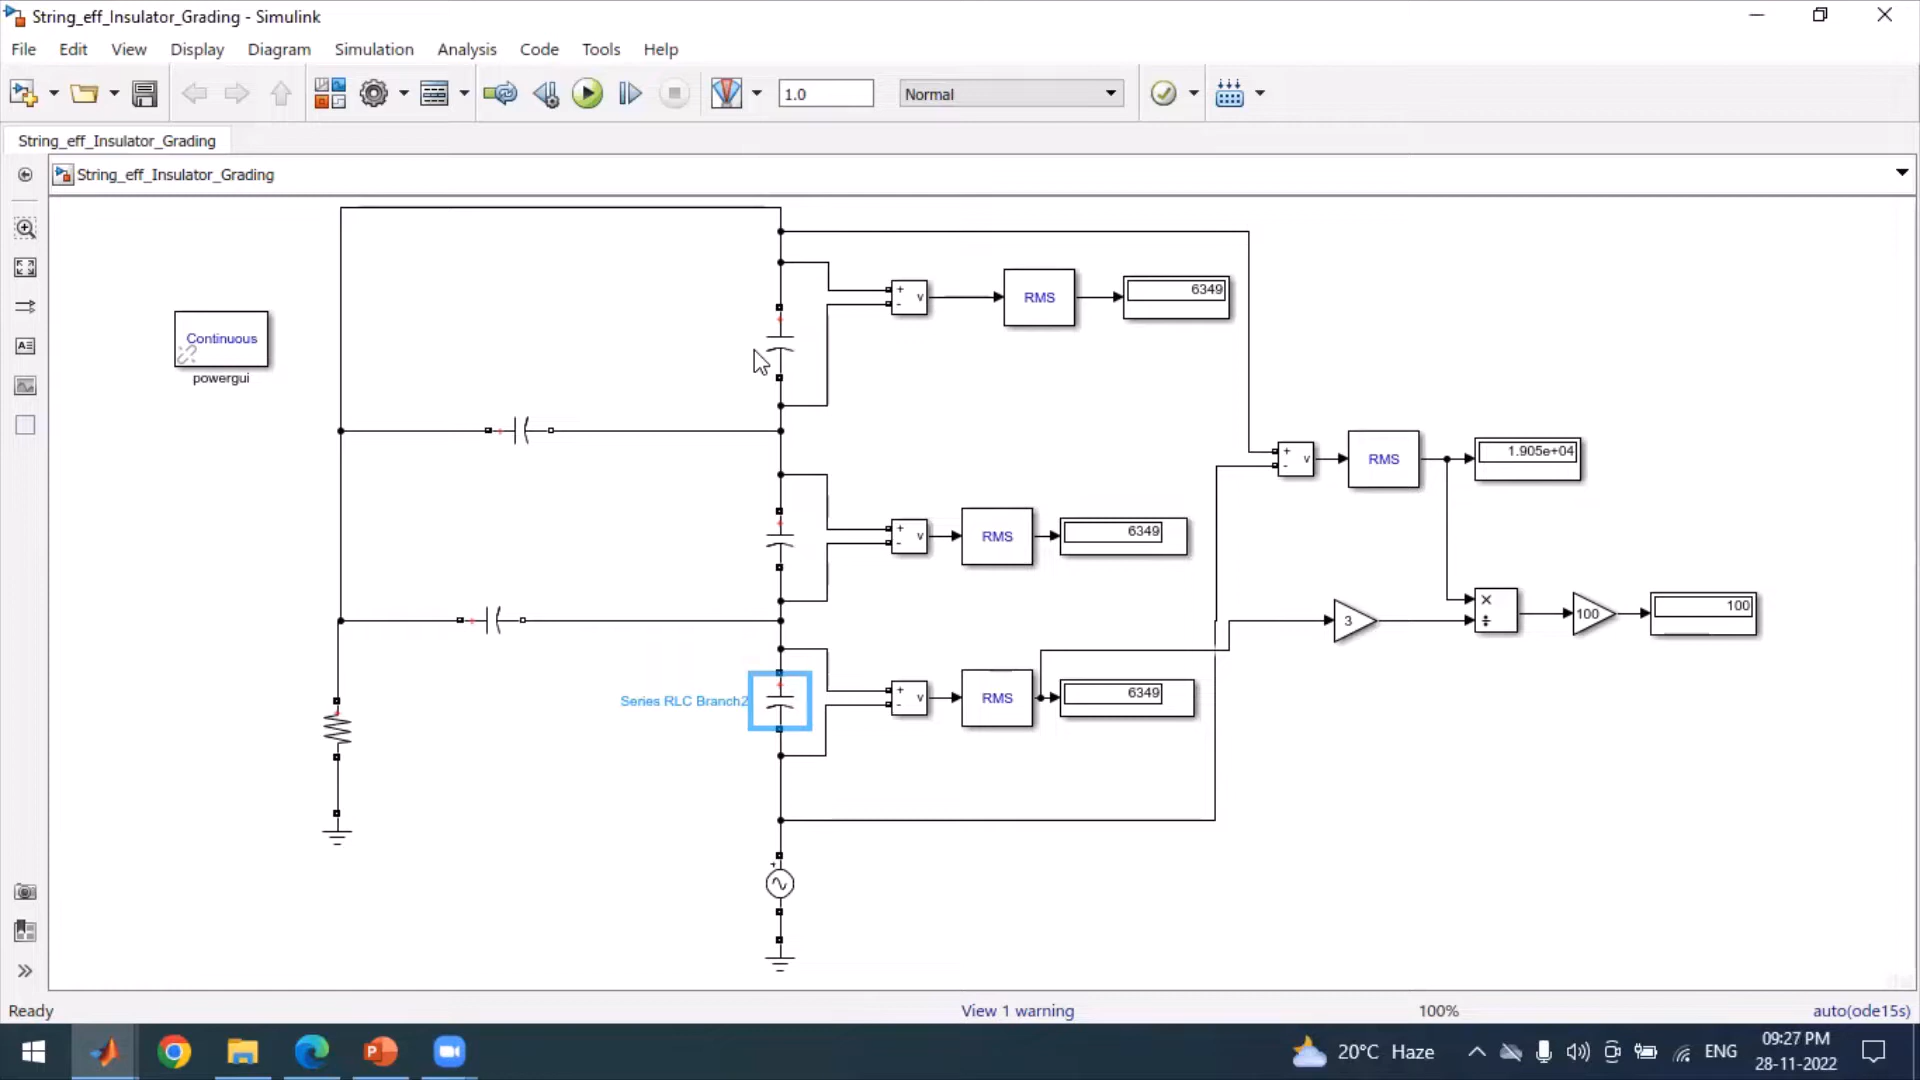 String_eff_Insulator_Grading - Simulink
File Edit View Display Diagram Simulation Analysis Code Tools Help
1.0 Normal
String_eff_Insulator_Grading
String_eff_Insulator_Grading
Continuous
powergui
+
-
v
RMS
6349
+
-
v
RMS
1.905e+04
+
-
v
RMS
6349
3
×
÷
100
100
Series RLC Branch2
+
-
v
RMS
6349
Ready
View 1 warning
100%
auto(ode15s)
20°C Haze
ENG
09:27 PM
28-11-2022